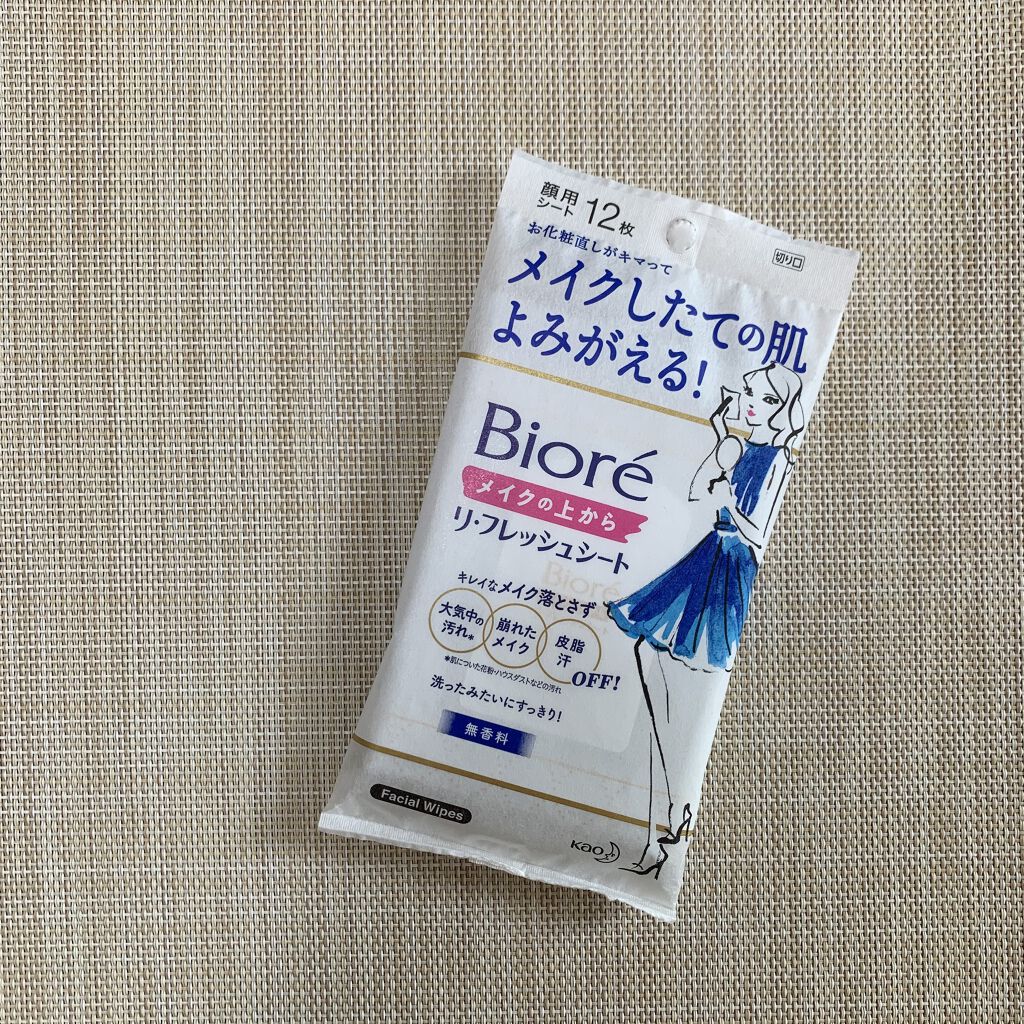 顔用
シート 12枚
切り口
お化粧直しがキマって
メイクしたての肌
よみがえる!
Bioré
メイクの上から
リ・フレッシュシート
キレイなメイク落とさず
大気中の
汚れ*
崩れた
メイク
皮脂
汗
OFF!
*肌についた花粉・ハウスダストなどの汚れ
洗ったみたいにすっきり!
無香料
Facial Wipes
Kao